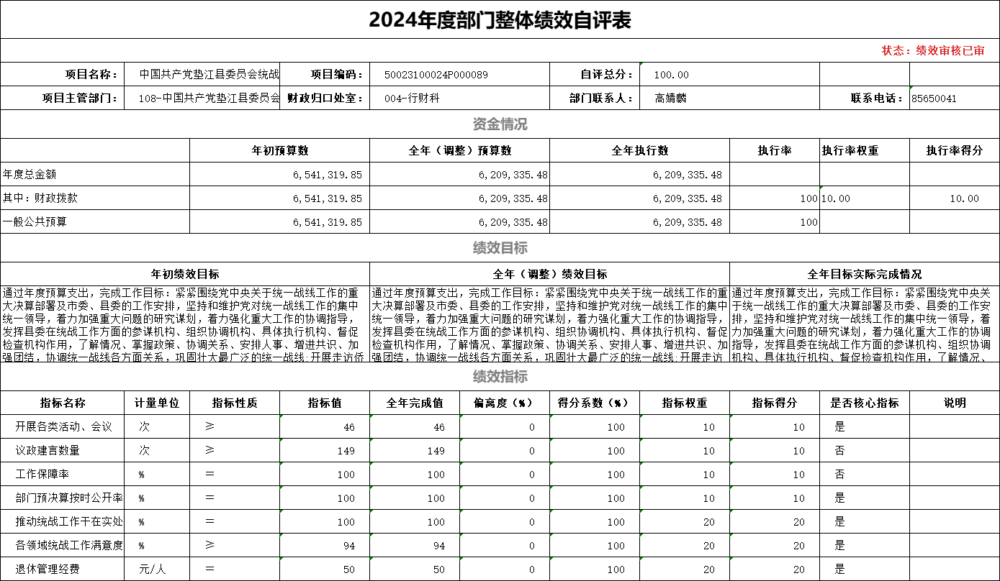 2024年度部门整体绩效自评表
状态：绩效审核已审
项目名称： 中国共产党垫江县委员会统战 项目编码： 50023100024P000089 自评总分： 100.00
项目主管部门： 108-中国共产党垫江县委员会 财政归口处室： 004-行财科 部门联系人： 高婧麟 联系电话： 85650041
资金情况
年初预算数 全年（调整）预算数 全年执行数 执行率 执行率权重 执行率得分
年度总金额 6,541,319.85 6,209,335.48 6,209,335.48
其中：财政拨款 6,541,319.85 6,209,335.48 6,209,335.48 100 10.00 10.00
一般公共预算 6,541,319.85 6,209,335.48 6,209,335.48 100
绩效目标
年初绩效目标 全年（调整）绩效目标 全年目标实际完成情况
通过年度预算支出，完成工作目标：紧紧围绕党中央关于统一战线工作的重
大决算部署及市委、县委的工作安排，坚持和维护党对统一战线工作的集中
统一领导，着力加强重大问题的研究谋划，着力强化重大工作的协调指导，
发挥县委在统战工作方面的参谋机构、组织协调机构、具体执行机构、督促
检查机构作用，了解情况、掌握政策、协调关系、安排人事、增进共识、加
强团结，协调统一战线各方面关系，巩固壮大最广泛的统一战线;开展走访侨
通过年度预算支出，完成工作目标：紧紧围绕党中央关于统一战线工作的重
大决算部署及市委、县委的工作安排，坚持和维护党对统一战线工作的集中
统一领导，着力加强重大问题的研究谋划，着力强化重大工作的协调指导，
发挥县委在统战工作方面的参谋机构、组织协调机构、具体执行机构、督促
检查机构作用，了解情况、掌握政策、协调关系、安排人事、增进共识、加
强团结，协调统一战线各方面关系，巩固壮大最广泛的统一战线;开展走访
通过年度预算支出，完成工作目标：紧紧围绕党中央关
于统一战线工作的重大决算部署及市委、县委的工作安
排，坚持和维护党对统一战线工作的集中统一领导，着
力加强重大问题的研究谋划，着力强化重大工作的协调
指导，发挥县委在统战工作方面的参谋机构、组织协调
机构、具体执行机构、督促检查机构作用，了解情况、
绩效指标
指标名称 计量单位 指标性质 指标值 全年完成值 偏离度（%） 得分系数（%） 指标权重 指标得分 是否核心指标 说明
开展各类活动、会议 次 ≥ 46 46 0 100 10 10 是
议政建言数量 次 ≥ 149 149 0 100 10 10 否
工作保障率 % ＝ 100 100 0 100 10 10 否
部门预决算按时公开率 % ＝ 100 100 0 100 10 10 是
推动统战工作干在实处 % ＝ 100 100 0 100 20 20 是
各领域统战工作满意度 % ≥ 94 94 0 100 20 20 是
退休管理经费 元/人 ＝ 50 50 0 100 20 20 是